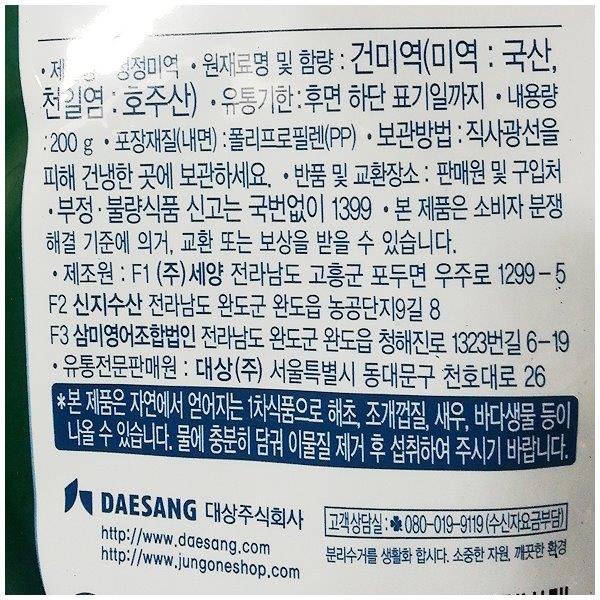 • 제품명 : 청정미역 • 원재료명 및 함량 : 건미역(미역 : 국산,
천일염 : 호주산) • 유통기한 : 후면 하단 표기일까지 • 내용량
: 200 g • 포장재질(내면) : 폴리프로필렌(PP) • 보관방법 : 직사광선을
피해 건냉한 곳에 보관하세요. • 반품 및 교환장소 : 판매원 및 구입처
• 부정·불량식품 신고는 국번없이 1399 • 본 제품은 소비자 분쟁
해결 기준에 의거, 교환 또는 보상을 받을 수 있습니다.
• 제조원 : F1 (주)세양 전라남도 고흥군 포두면 우주로 1299-5
F2 신지수산 전라남도 완도군 완도읍 농공단지9길 8
F3 삼미영어조합법인 전라남도 완도군 완도읍 청해진로 1323번길 6-19
• 유통전문판매원 : 대상(주) 서울특별시 동대문구 천호대로 26
*본 제품은 자연에서 얻어지는 1차식품으로 해초, 조개껍질, 새우, 바다생물 등이
나올 수 있습니다. 물에 충분히 담궈 이물질 제거 후 섭취하여 주시기 바랍니다.
DAESANG 대상주식회사
고객상담실 : 080-019-9119 (수신자요금부담)
http://www.daesang.com
http://www.jungoneshop.com
분리수거를 생활화 합시다. 소중한 자원, 깨끗한 환경